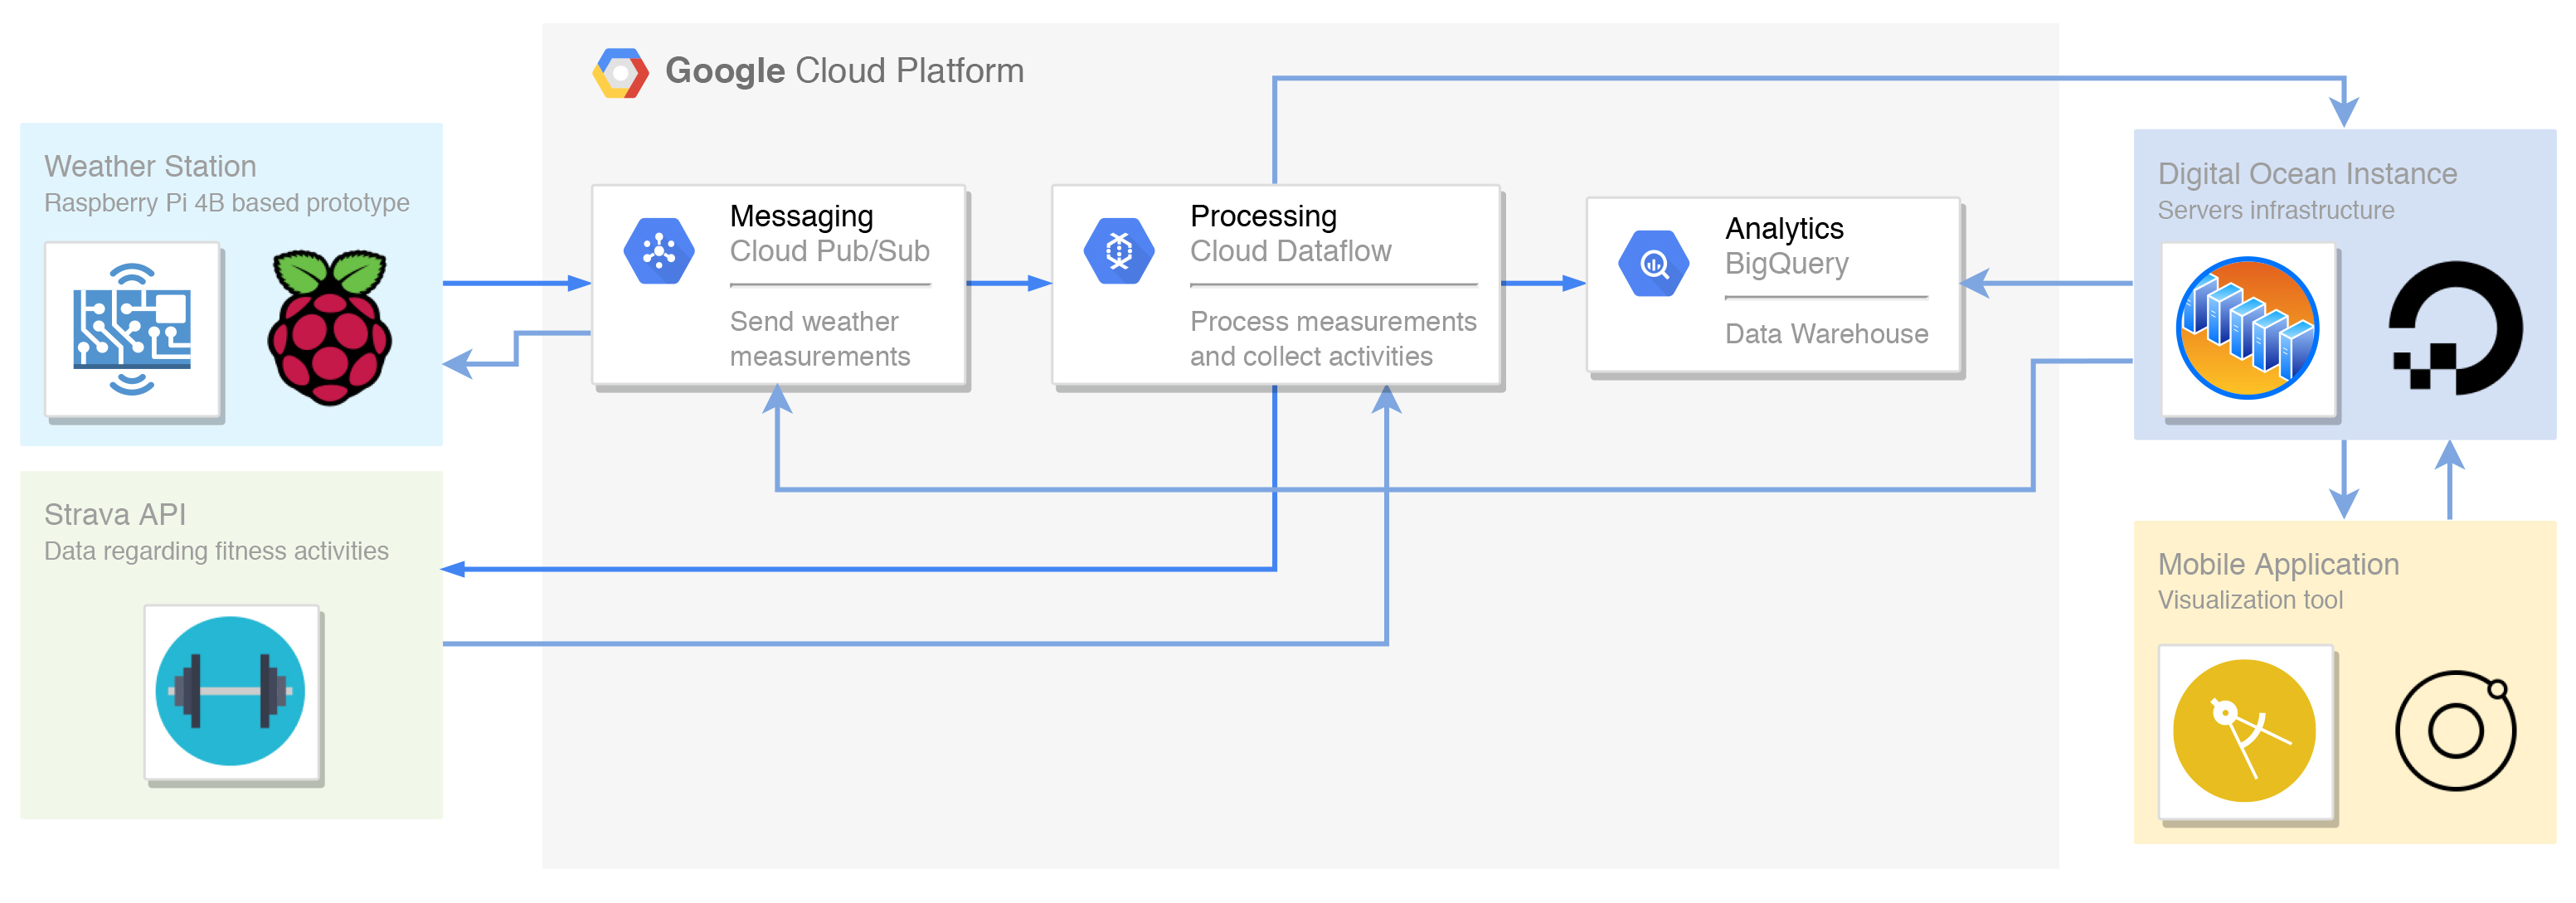 Google Cloud Platform
Weather Station
Raspberry Pi 4B based prototype
Messaging
Cloud Pub/Sub
Send weather
measurements
Processing
Cloud Dataflow
Process measurements
and collect activities
Analytics
BigQuery
Data Warehouse
Digital Ocean Instance
Servers infrastructure
Strava API
Data regarding fitness activities
Mobile Application
Visualization tool